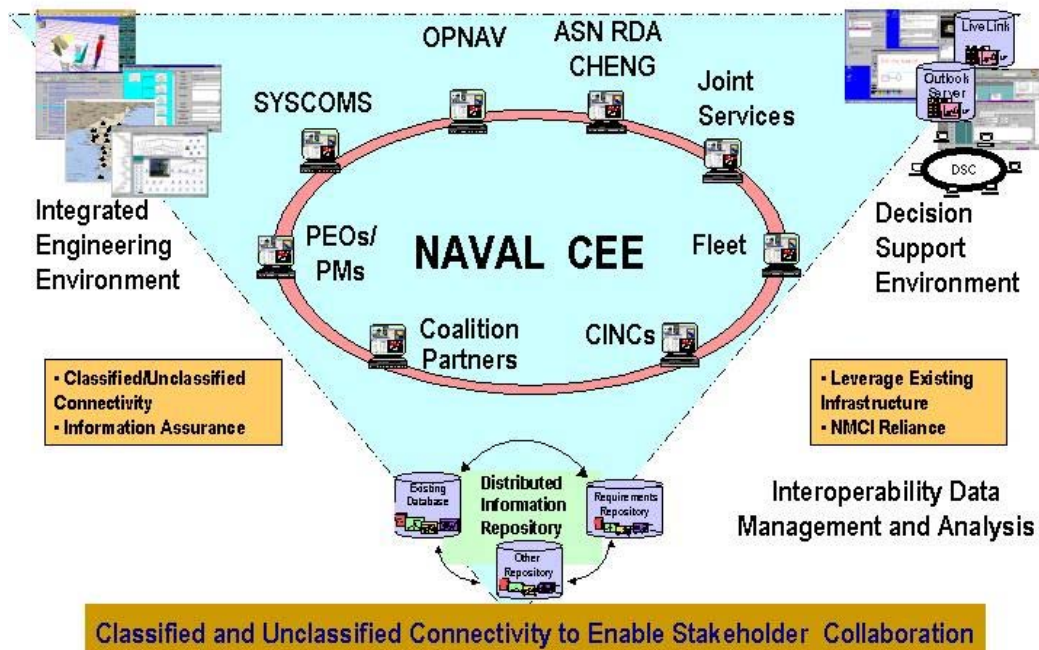 OPNAV
ASN RDA
CHENG
LiveLink
Outlook
Server
SYSCOMS
Joint
Services
DSC
Integrated
Engineering
Environment
PEOs/
PMs
NAVAL CEE
Fleet
Decision
Support
Environment
Coalition
Partners
CINCs
▪ Classified/Unclassified
Connectivity
▪ Information Assurance
▪ Leverage Existing
Infrastructure
▪ NMCI Reliance
Existing
Database
Distributed
Information
Repository
Requirements
Repository
Other
Repository
Interoperability Data
Management and Analysis
Classified and Unclassified Connectivity to Enable Stakeholder Collaboration